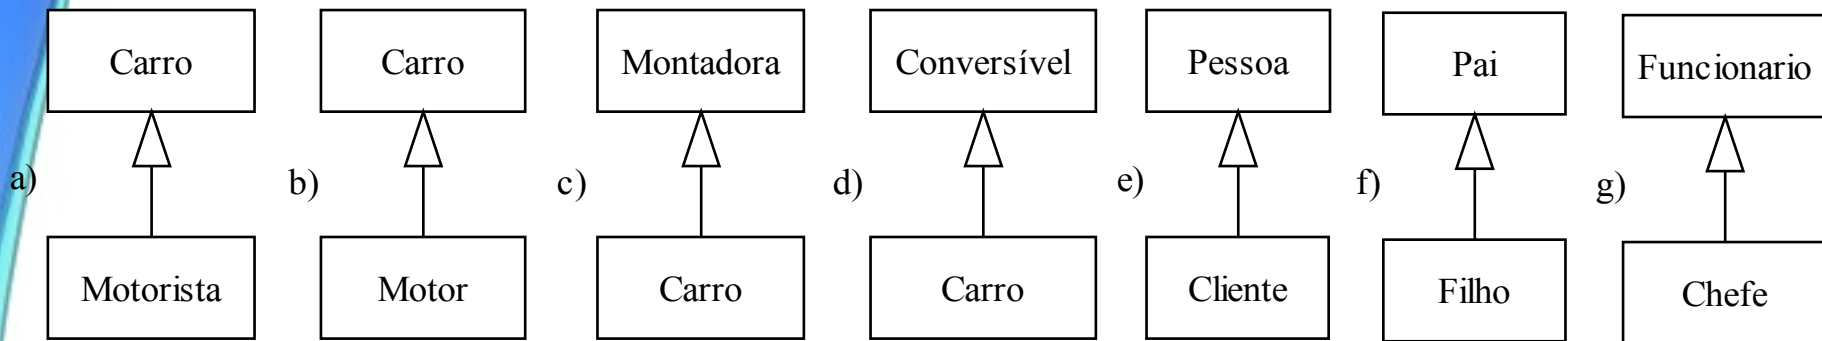 a)
Carro
Motorista
b)
Carro
Motor
c)
Montadora
Carro
d)
Conversível
Carro
e)
Pessoa
Cliente
f)
Pai
Filho
g)
Funcionario
Chefe